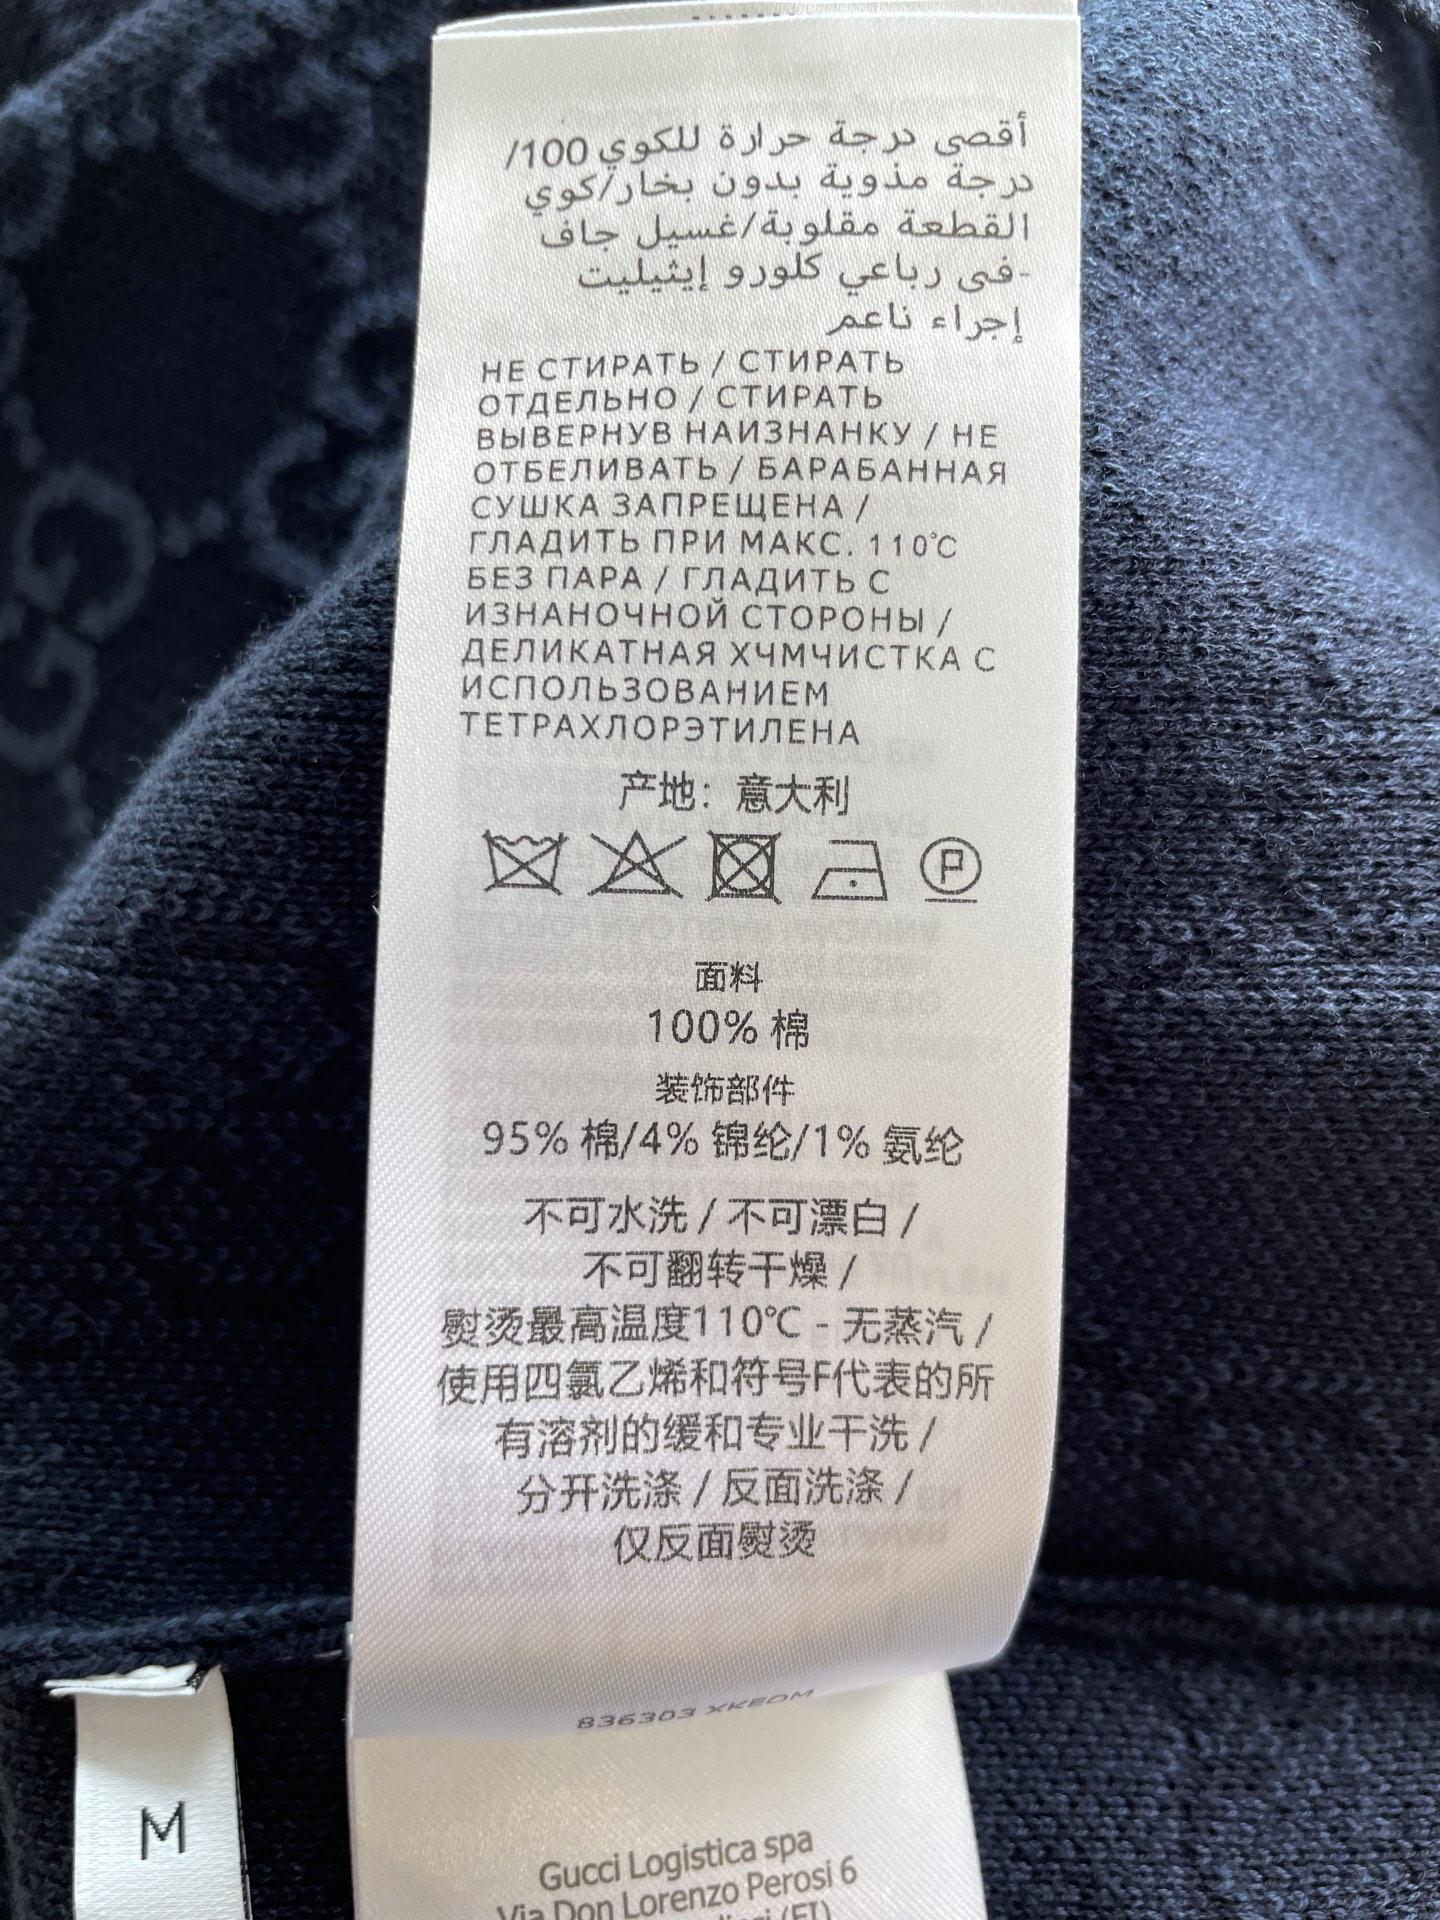 أقصى درجة حرارة للكوي 100/
درجة مذوية بدون بخار/كوي
القطعة مقلوبة/غسيل جاف
-فى رباعي كلورو إيثيليت
إجراء ناعم
НЕ СТИРАТЬ / СТИРАТЬ
ОТДЕЛЬНО / СТИРАТЬ
ВЫВЕРНУВ НАИЗНАНКУ / НЕ
ОТБЕЛИВАТЬ / БАРАБАННАЯ
СУШКА ЗАПРЕЩЕНА /
ГЛАДИТЬ ПРИ МАКС. 110℃
БЕЗ ПАРА / ГЛАДИТЬ С
ИЗНАНОЧНОЙ СТОРОНЫ /
ДЕЛИКАТНАЯ ХЧМЧИСТКА С
ИСПОЛЬЗОВАНИЕМ
ТЕТРАХЛОРЭТИЛЕНА
产地：意大利
P
面料
100% 棉
装饰部件
95% 棉/4% 锦纶/1% 氨纶
不可水洗 / 不可漂白 /
不可翻转干燥 /
熨烫最高温度110℃ - 无蒸汽 /
使用四氯乙烯和符号F代表的所
有溶剂的缓和专业干洗 /
分开洗涤 / 反面洗涤 /
仅反面熨烫
836303 XKEOM
M
Gucci Logistica spa
Via Don Lorenzo Perosi 6
(FI)